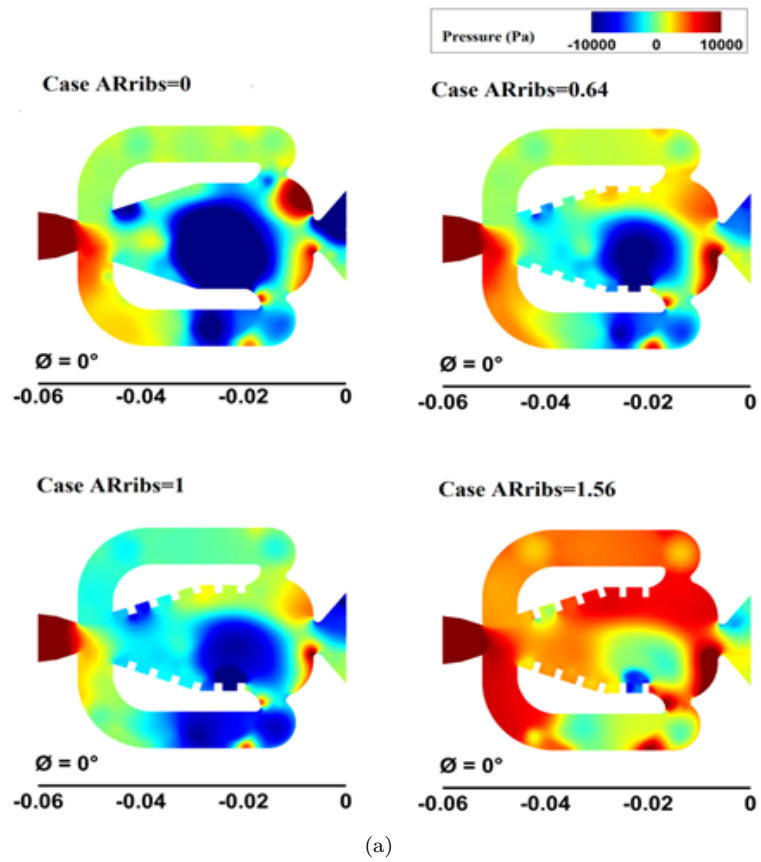 Pressure (Pa) -10000 0 10000
Case ARribs=0
Case ARribs=0.64
Ø = 0°
Ø = 0°
-0.06 -0.04 -0.02 0
-0.06 -0.04 -0.02 0
Case ARribs=1
Case ARribs=1.56
Ø = 0°
Ø = 0°
-0.06 -0.04 -0.02 0
-0.06 -0.04 -0.02 0
(a)